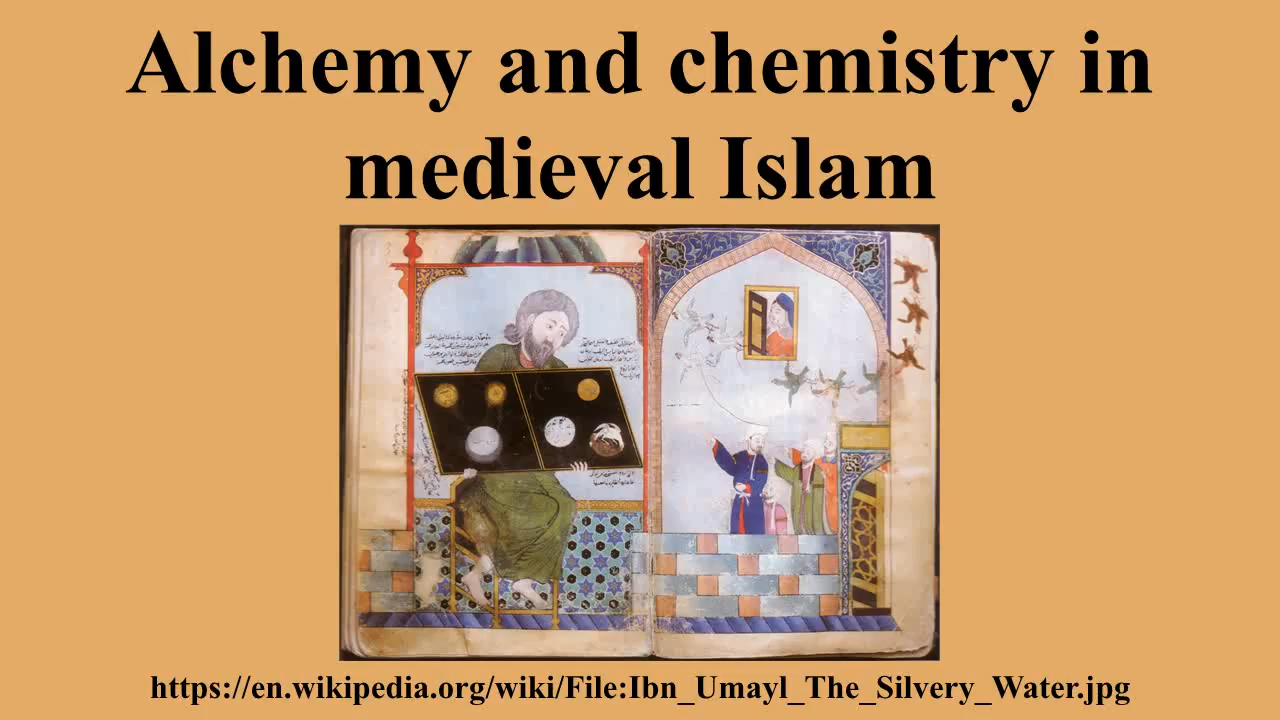 Alchemy and chemistry in
medieval Islam
https://en.wikipedia.org/wiki/File:Ibn_Umayl_The_Silvery_Water.jpg